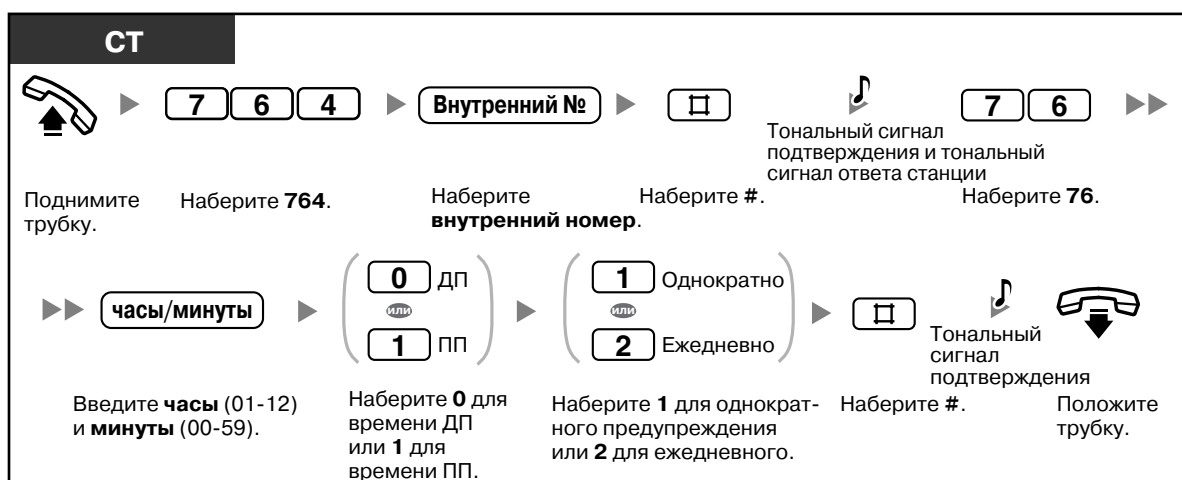 СТ
7 6 4
Внутренний №
Тональный сигнал
подтверждения и тональный
сигнал ответа станции
7 6
Поднимите
трубку.
Наберите 764.
Наберите
внутренний номер.
Наберите #.
Наберите 76.
часы/минуты
0 ДП
или
1 ПП
1 Однократно
или
2 Ежедневно
Тональный
сигнал
подтверждения
Введите часы (01-12)
и минуты (00-59).
Наберите 0 для
времени ДП
или 1 для
времени ПП.
Наберите 1 для однократ-
ного предупреждения
или 2 для ежедневного.
Наберите #.
Положите
трубку.